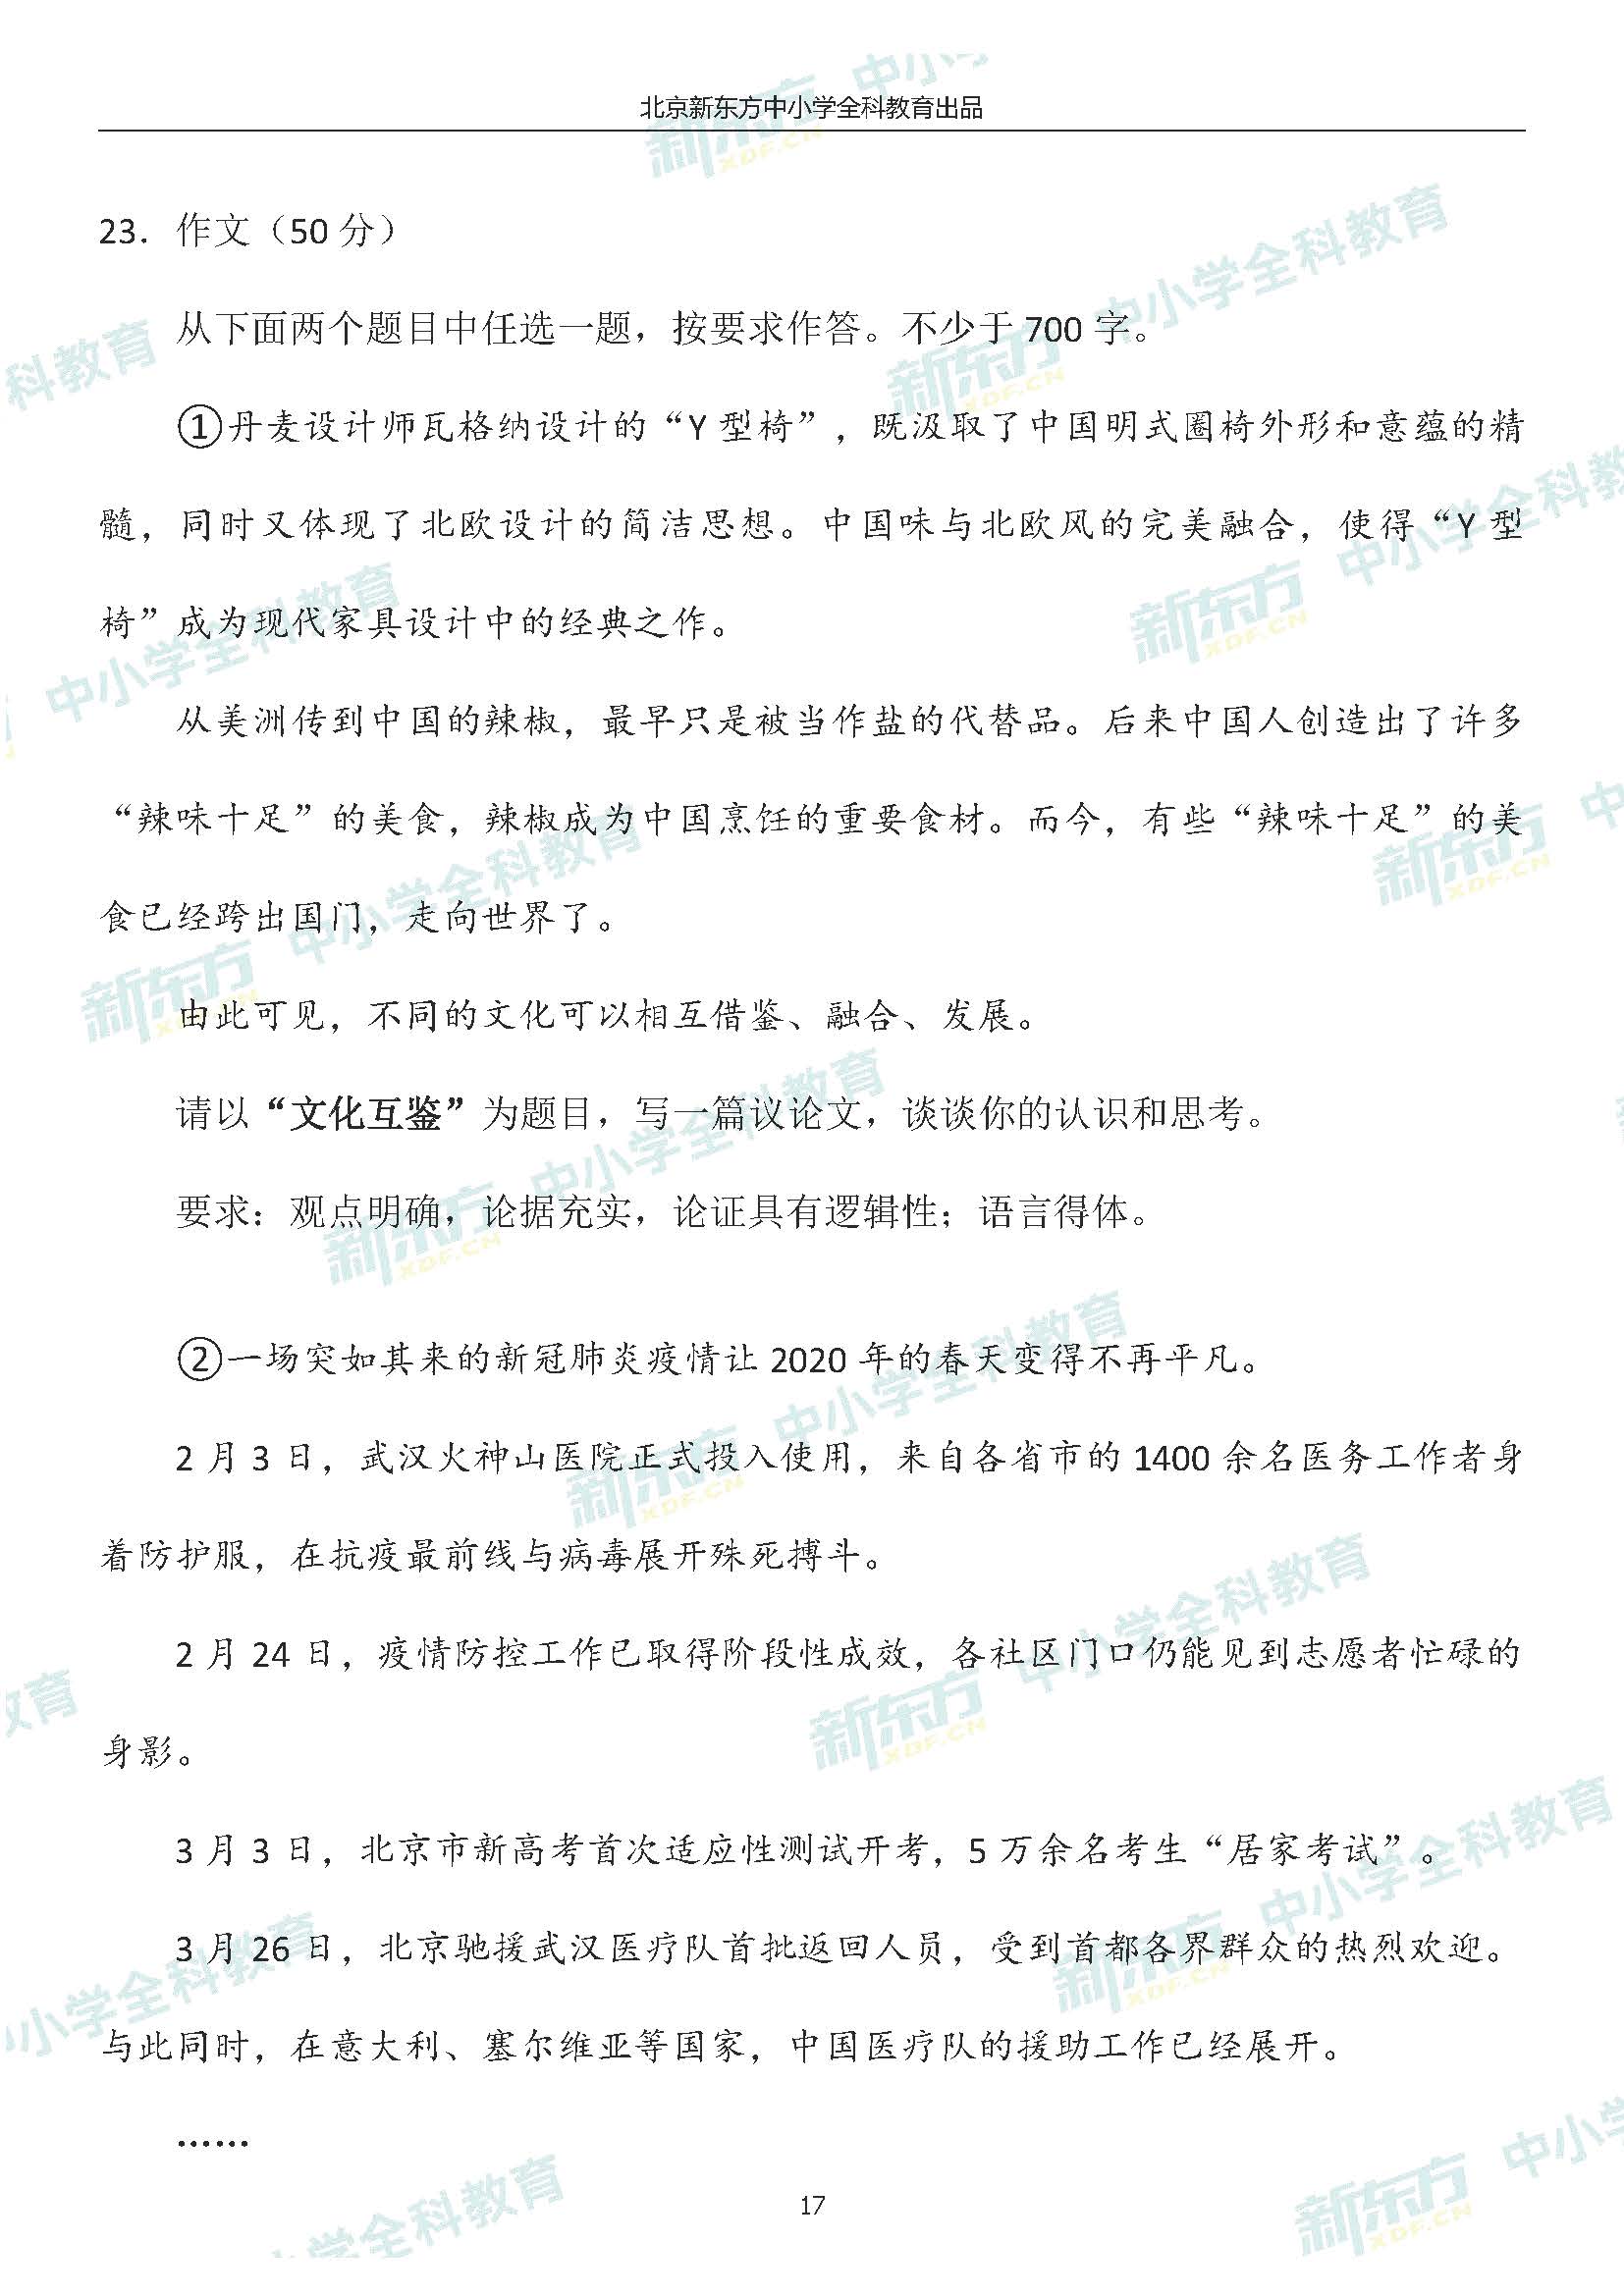 北京新东方中小学全科教育出品
23. 作文（50 分）
从下面两个题目中任选一题，按要求作答。不少于 700 字。
①丹麦设计师瓦格纳设计的“Y 型椅”，既汲取了中国明式圈椅外形和意蕴的精
髓，同时又体现了北欧设计的简洁思想。中国味与北欧风的完美融合，使得“Y 型
椅”成为现代家具设计中的经典之作。
从美洲传到中国的辣椒，最早只是被当作盐的代替品。后来中国人创造出了许多
“辣味十足”的美食，辣椒成为中国烹饪的重要食材。而今，有些“辣味十足”的美
食已经跨出国门，走向世界了。
由此可见，不同的文化可以相互借鉴、融合、发展。
请以“文化互鉴”为题目，写一篇议论文，谈谈你的认识和思考。
要求：观点明确，论据充实，论证具有逻辑性；语言得体。
②一场突如其来的新冠肺炎疫情让 2020 年的春天变得不再平凡。
2 月 3 日，武汉火神山医院正式投入使用，来自各省市的 1400 余名医务工作者身
着防护服，在抗疫最前线与病毒展开殊死搏斗。
2 月 24 日，疫情防控工作已取得阶段性成效，各社区门口仍能见到志愿者忙碌的
身影。
3 月 3 日，北京市新高考首次适应性测试开考，5 万余名考生“居家考试”。
3 月 26 日，北京驰援武汉医疗队首批返回人员，受到首都各界群众的热烈欢迎。
与此同时，在意大利、塞尔维亚等国家，中国医疗队的援助工作已经展开。
……
17
新东方 XDF.CN 中小学全科教育